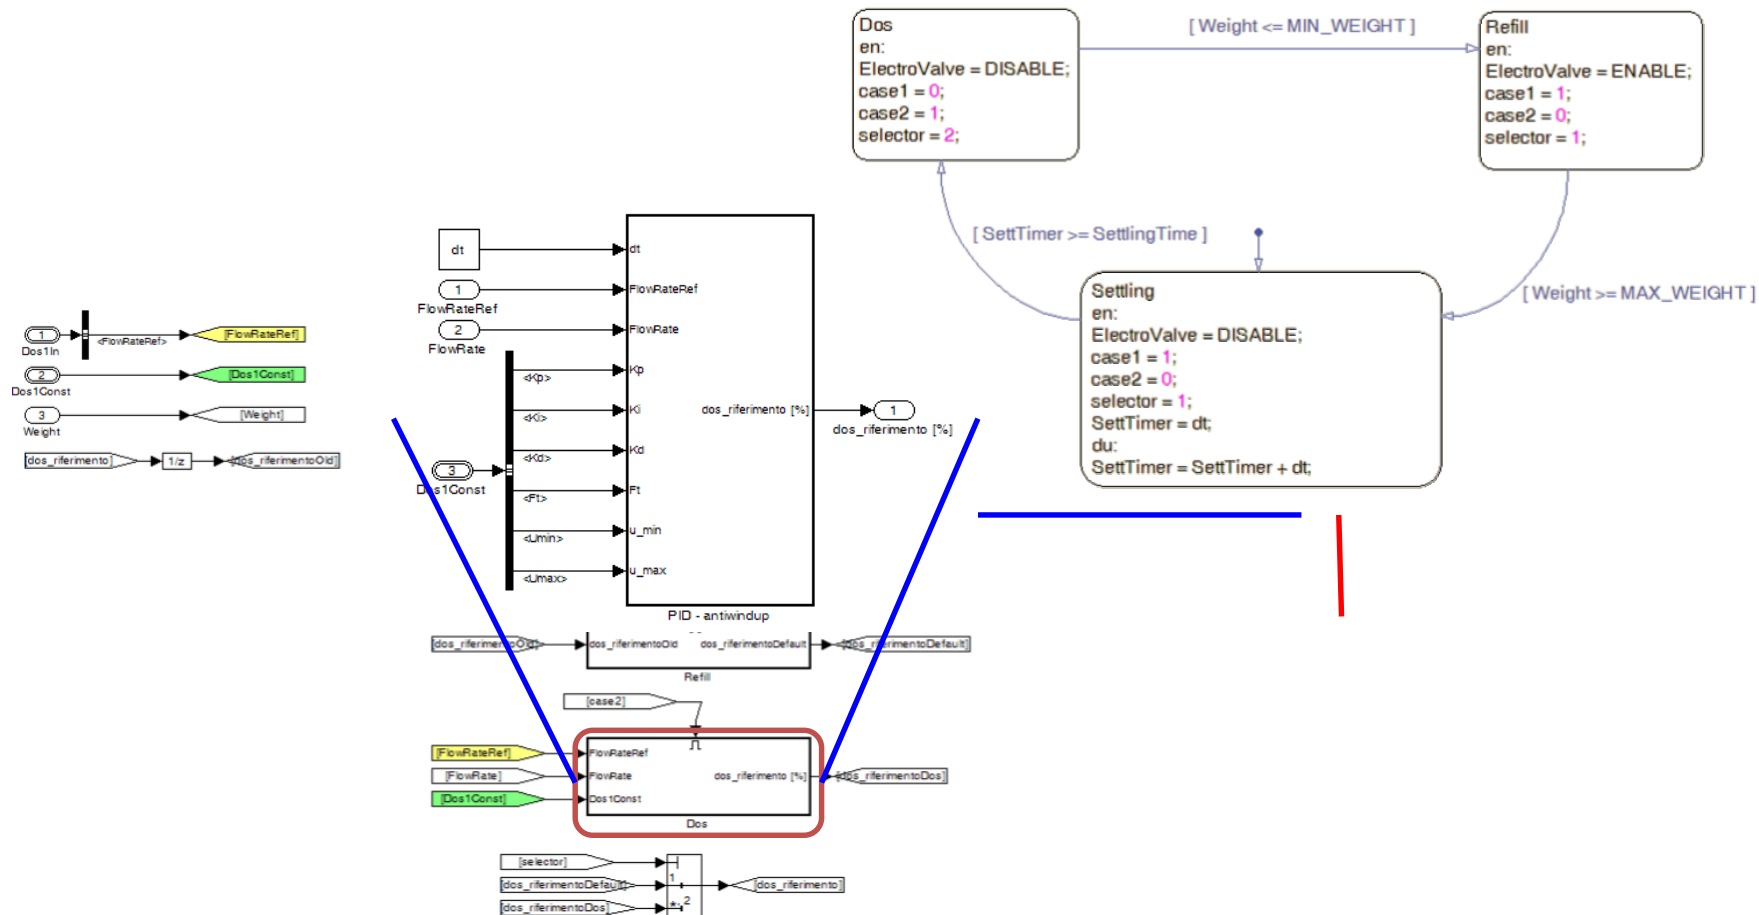 Dos
en:
ElectroValve = DISABLE;
case1 = 0;
case2 = 1;
selector = 2;
[ Weight <= MIN_WEIGHT ]
Refill
en:
ElectroValve = ENABLE;
case1 = 1;
case2 = 0;
selector = 1;
[ SettTimer >= SettlingTime ]
[ Weight >= MAX_WEIGHT ]
Settling
en:
ElectroValve = DISABLE;
case1 = 1;
case2 = 0;
selector = 1;
SettTimer = dt;
du:
SettTimer = SettTimer + dt;
1
Dos1In
<FlowRateRef>
[FlowRateRef]
2
Dos1Const
[Dos1Const]
3
Weight
[Weight]
[dos_riferimento]
1/z
[dos_riferimentoOld]
dt
1
FlowRateRef
2
FlowRate
3
Dos1Const
<Kp>
<Ki>
<Kd>
<Ft>
<Umin>
<Umax>
dt
FlowRateRef
FlowRate
Kp
Ki
Kd
Ft
u_min
u_max
dos_riferimento [%]
1
dos_riferimento [%]
PID - antiwindup
[dos_riferimentoOld]
dos_riferimentoOld
dos_riferimentoDefault
[dos_riferimentoDefault]
Refill
[case2]
[FlowRateRef]
[FlowRate]
[Dos1Const]
FlowRateRef
FlowRate
Dos1Const
dos_riferimento [%]
[dos_riferimentoDos]
Dos
[selector]
[dos_riferimentoDefault]
[dos_riferimentoDos]
1
*, 2
[dos_riferimento]